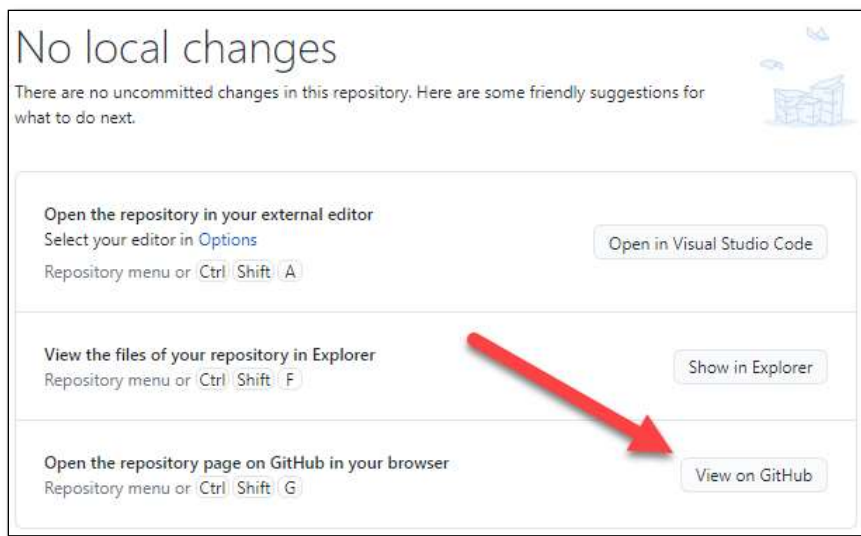 No local changes
There are no uncommitted changes in this repository. Here are some friendly suggestions for
what to do next.
Open the repository in your external editor
Select your editor in Options
Open in Visual Studio Code
Repository menu or Ctrl Shift A
View the files of your repository in Explorer
Show in Explorer
Repository menu or Ctrl Shift F
Open the repository page on GitHub in your browser
View on GitHub
Repository menu or Ctrl Shift G